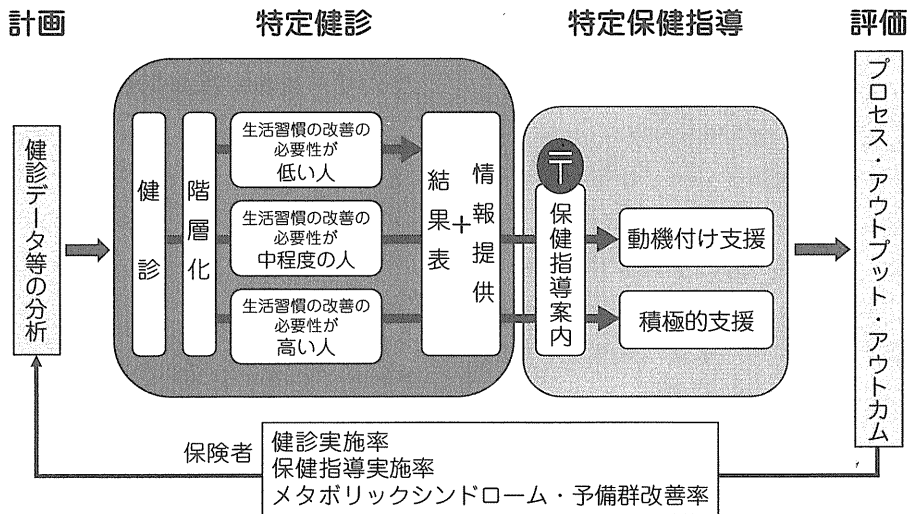 計画
特定健診
特定保健指導
評価
健診データ等の分析
健診
階層化
生活習慣の改善の
必要性が
低い人
生活習慣の改善の
必要性が
中程度の人
生活習慣の改善の
必要性が
高い人
情報提供
+
結果表
〒
保健指導案内
動機付け支援
積極的支援
プロセス・アウトプット・アウトカム
保険者
健診実施率
保健指導実施率
メタボリックシンドローム・予備群改善率